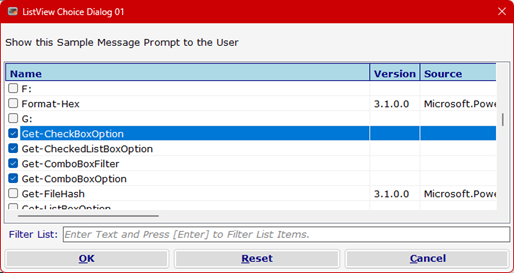 ListView Choice Dialog 01
Show this Sample Message Prompt to the User
Name Version Source
F:
Format-Hex 3.1.0.0 Microsoft.Powe
G:
Get-CheckBoxOption
Get-CheckedListBoxOption
Get-ComboBoxFilter
Get-ComboBoxOption
Get-FileHash 3.1.0.0 Microsoft.Powe
Get-ListBoxOption
Filter List: Enter Text and Press [Enter] to Filter List Items.
OK Reset Cancel